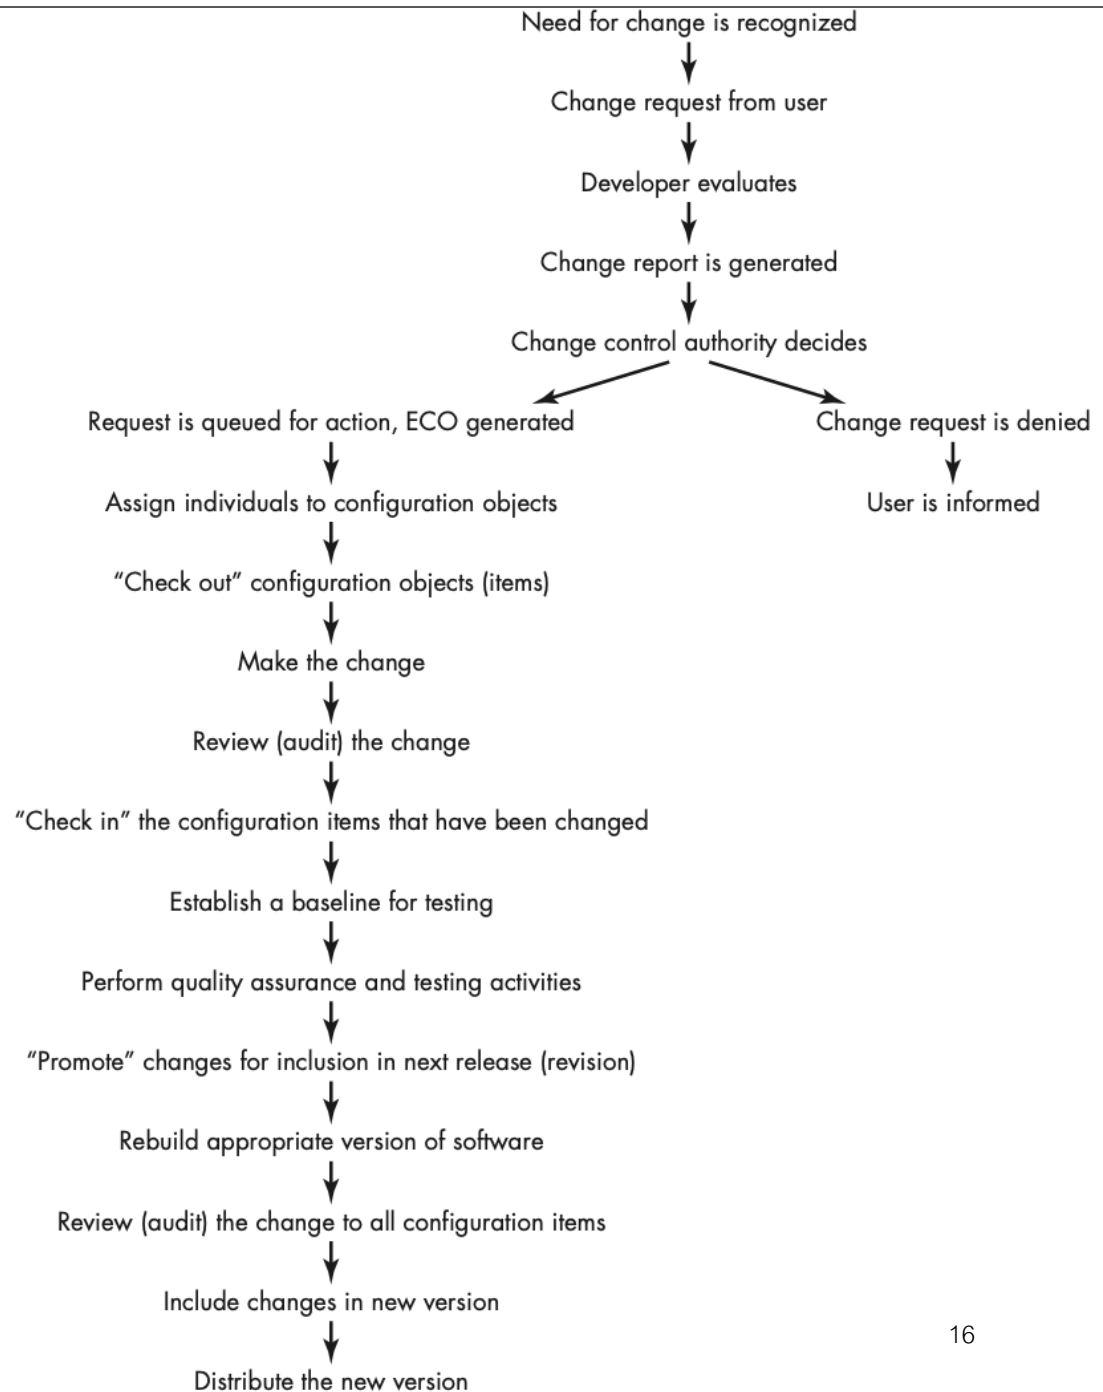 Need for change is recognized
Change request from user
Developer evaluates
Change report is generated
Change control authority decides
Request is queued for action, ECO generated
Change request is denied
Assign individuals to configuration objects
User is informed
“Check out” configuration objects (items)
Make the change
Review (audit) the change
“Check in” the configuration items that have been changed
Establish a baseline for testing
Perform quality assurance and testing activities
“Promote” changes for inclusion in next release (revision)
Rebuild appropriate version of software
Review (audit) the change to all configuration items
Include changes in new version
16
Distribute the new version